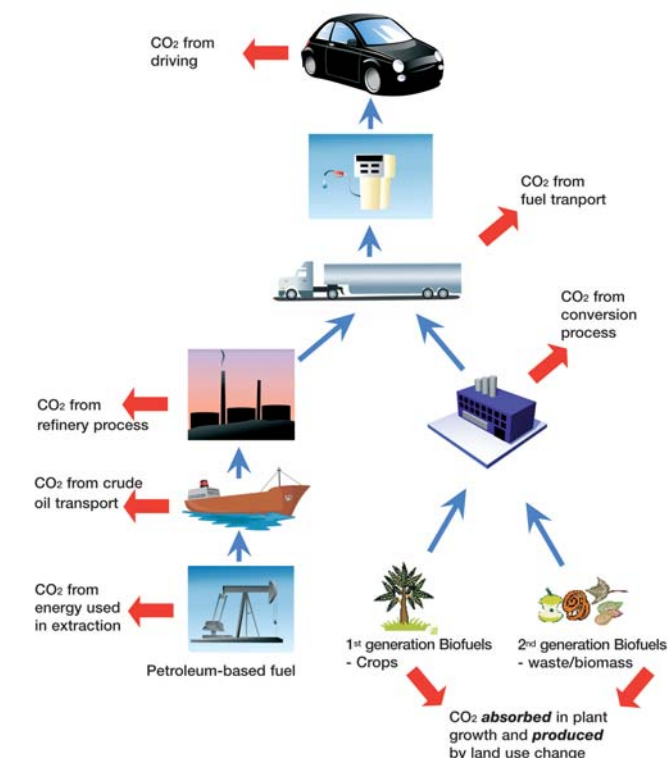 CO₂ from
driving
CO₂ from
fuel tranport
CO₂ from
conversion
process
CO₂ from
refinery process
CO₂ from crude
oil transport
CO₂ from
energy used
in extraction
Petroleum-based fuel
1st generation Biofuels
- Crops
2nd generation Biofuels
- waste/biomass
CO₂ absorbed in plant
growth and produced
by land use change